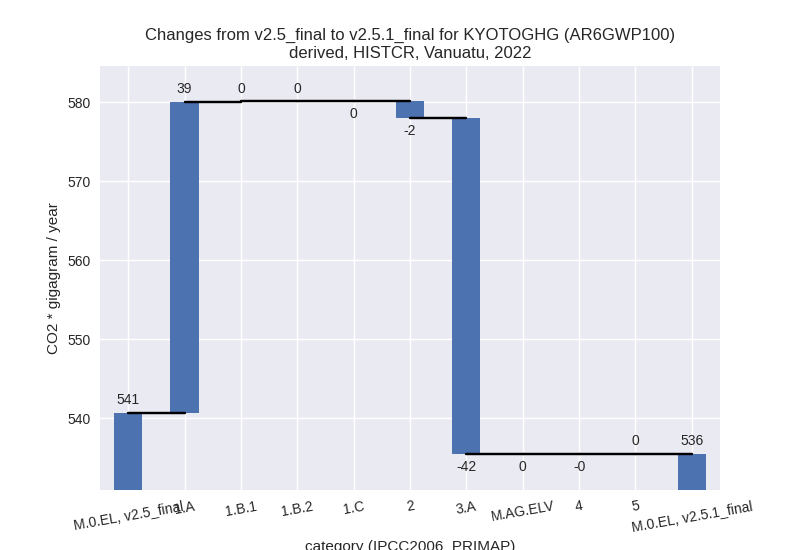 Changes from v2.5_final to v2.5.1_final for KYOTOGHG (AR6GWP100)
derived, HISTCR, Vanuatu, 2022
CO2 * gigagram / year
580
570
560
550
540
541
39
0
0
0
-2
-42
0
-0
0
536
M.0.EL, v2.5_final
1.A
1.B.1
1.B.2
1.C
2
3.A
M.AG.ELV
4
5
M.0.EL, v2.5.1_final
category (IPCC2006_PRIMAP)